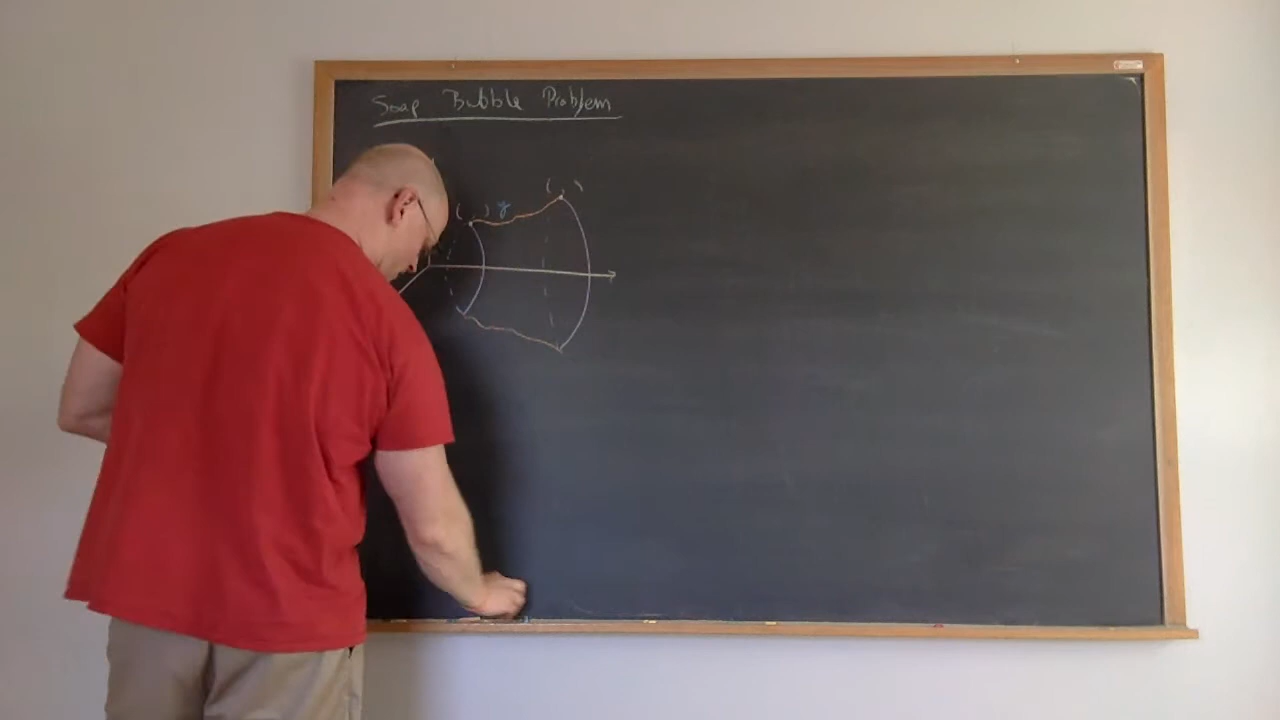 Soap Bubble Problem
( , )
( , ) y